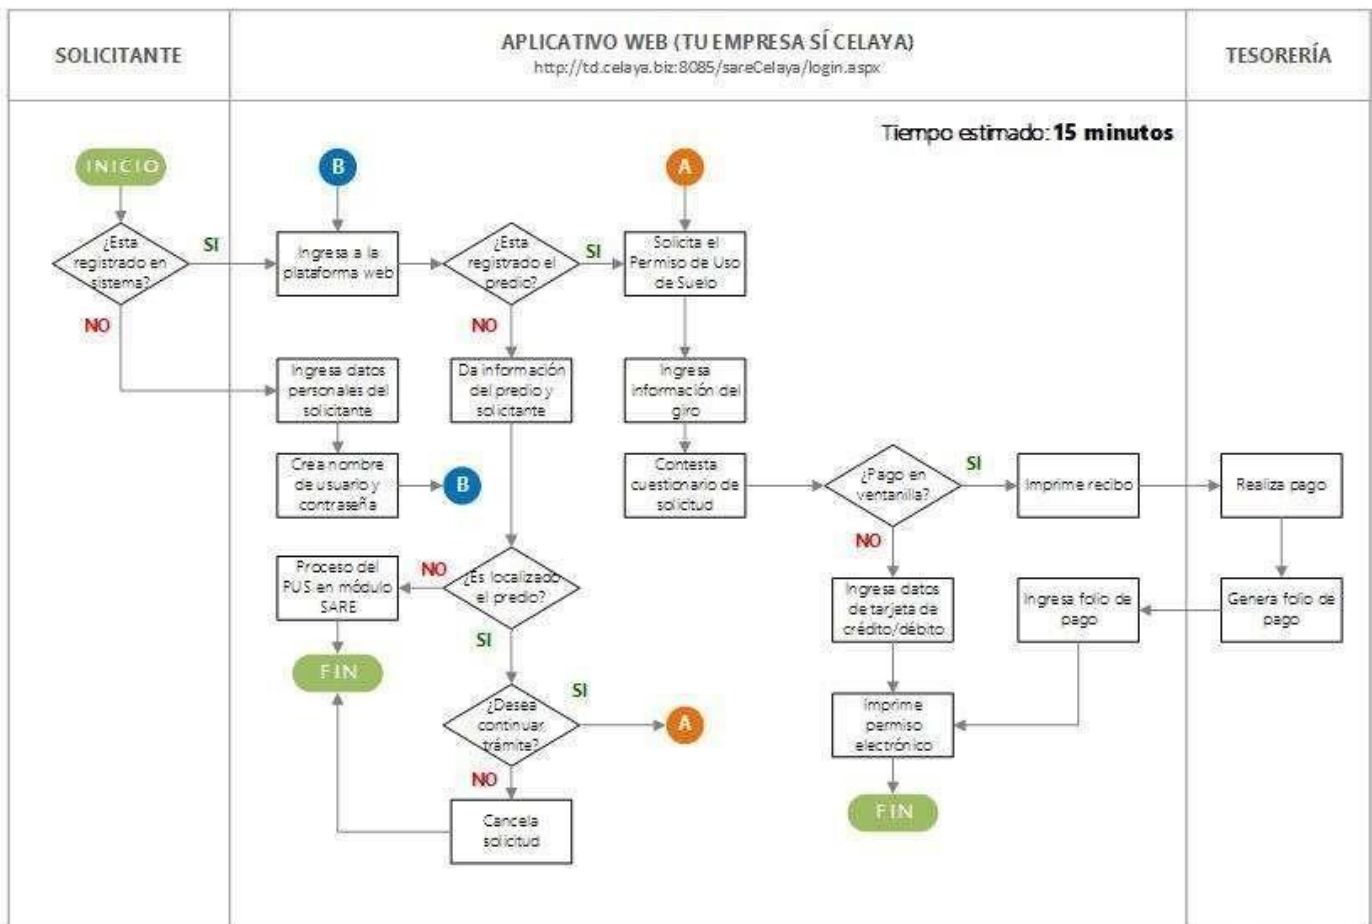 SOLICITANTE
APLICATIVO WEB (TU EMPRESA SÍ CELAYA)
http://td.celaya.biz:8085/sareCelaya/login.aspx
TESORERÍA
Tiempo estimado: 15 minutos
INICIO
B
A
¿Esta
registrado en
sistema?
SI
NO
Ingresa a la
plataforma web
¿Esta
registrado el
predio?
SI
NO
Solicita el
Permiso de Uso
de Suelo
Ingresa datos
personales del
solicitante
Da información
del predio y
solicitante
Ingresa
información del
giro
Crea nombre
de usuario y
contraseña
B
Contesta
cuestionario de
solicitud
¿Pago en
ventanilla?
SI
NO
Imprime recibo
Realiza pago
Proceso del
PUS en módulo
SARE
NO
¿Es localizado
el predio?
SI
Ingresa datos
de tarjeta de
crédito/débito
Ingresa folio de
pago
Genera folio de
pago
FIN
¿Desea
continuar
trámite?
SI
A
NO
Imprime
permiso
electrónico
Cancela
solicitud
FIN